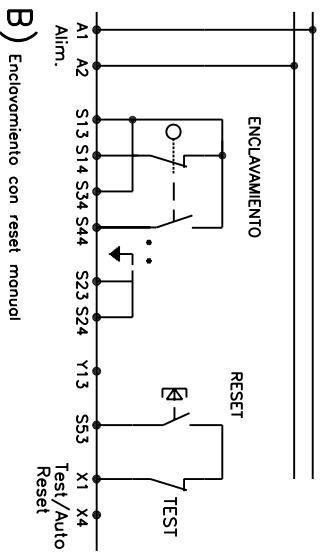 ENCLAVAMIENTO
RESET
TEST
A1 A2 S13 S14 S34 S44 S23 S24 Y13 S53 X1 X4
Alim.
Test/Auto
Reset
B) Enclavamiento con reset manual